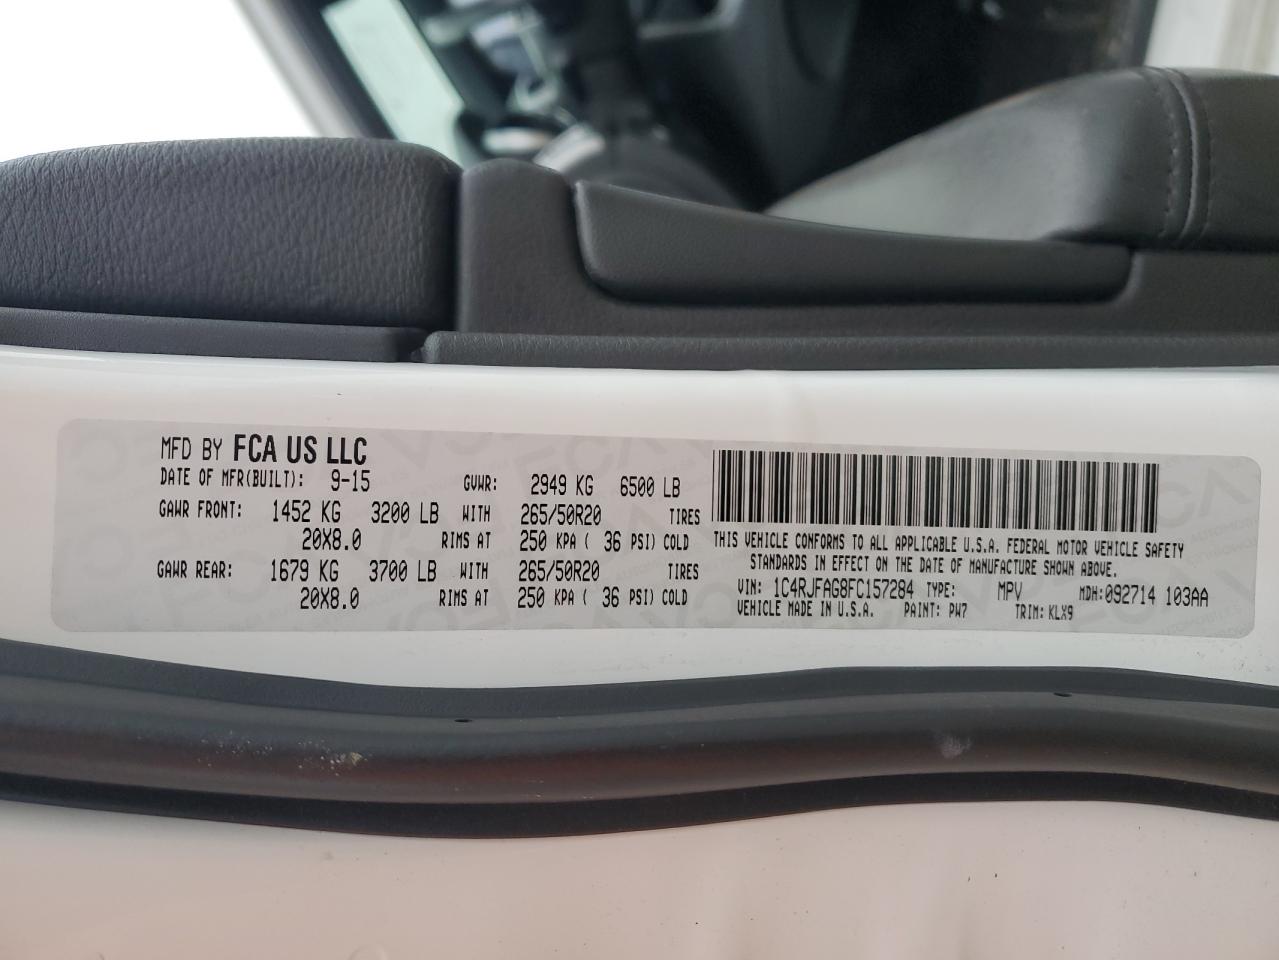 MFD BY FCA US LLC
DATE OF MFR(BUILT): 9-15 GVWR: 2949 KG 6500 LB
GAWR FRONT: 1452 KG 3200 LB WITH 265/50R20 TIRES
20X8.0 RIMS AT 250 KPA ( 36 PSI) COLD
GAWR REAR: 1679 KG 3700 LB WITH 265/50R20 TIRES
20X8.0 RIMS AT 250 KPA ( 36 PSI) COLD
THIS VEHICLE CONFORMS TO ALL APPLICABLE U.S.A. FEDERAL MOTOR VEHICLE SAFETY
STANDARDS IN EFFECT ON THE DATE OF MANUFACTURE SHOWN ABOVE.
VIN: 1C4RJFAG8FC157284 TYPE: MPV MDH: 092714 103AA
VEHICLE MADE IN U.S.A. PAINT: PW7 TRIM: KLX9